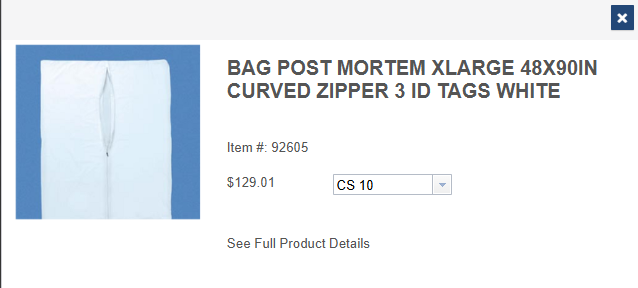 BAG POST MORTEM XLARGE 48X90IN
CURVED ZIPPER 3 ID TAGS WHITE
Item #: 92605
$129.01 CS 10
See Full Product Details